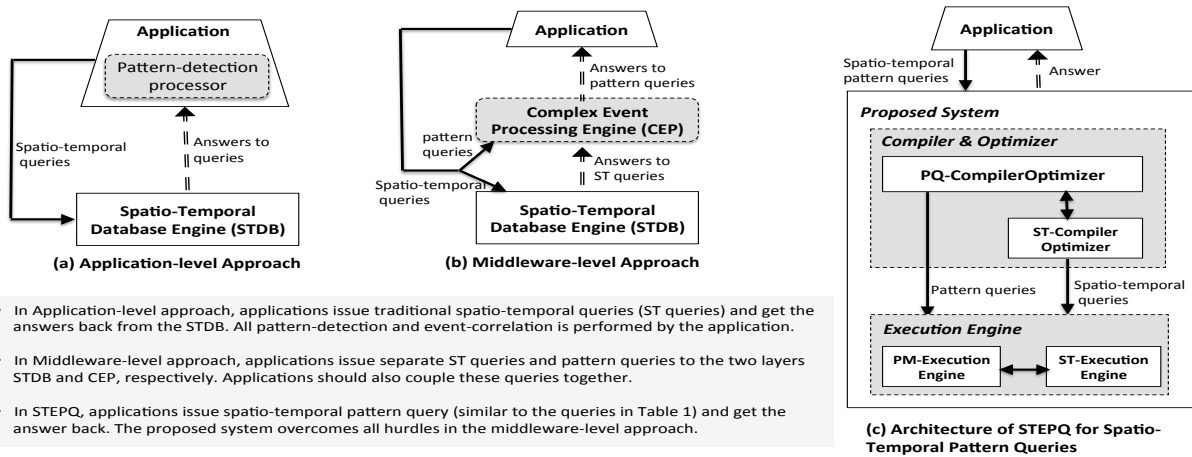 Application
Pattern-detection
processor
Spatio-temporal
queries
Answers to
queries
Spatio-Temporal
Database Engine (STDB)
(a) Application-level Approach
Application
Answers to
pattern queries
Complex Event
Processing Engine (CEP)
pattern
queries
Answers to
ST queries
Spatio-temporal
queries
Spatio-Temporal
Database Engine (STDB)
(b) Middleware-level Approach
• In Application-level approach, applications issue traditional spatio-temporal queries (ST queries) and get the
answers back from the STDB. All pattern-detection and event-correlation is performed by the application.
• In Middleware-level approach, applications issue separate ST queries and pattern queries to the two layers
STDB and CEP, respectively. Applications should also couple these queries together.
• In STEPQ, applications issue spatio-temporal pattern query (similar to the queries in Table 1) and get the
answer back. The proposed system overcomes all hurdles in the middleware-level approach.
Application
Spatio-temporal
pattern queries
Answer
Proposed System
Compiler & Optimizer
PQ-CompilerOptimizer
ST-Compiler
Optimizer
Pattern queries
Spatio-temporal
queries
Execution Engine
PM-Execution
Engine
ST-Execution
Engine
(c) Architecture of STEPQ for Spatio-
Temporal Pattern Queries